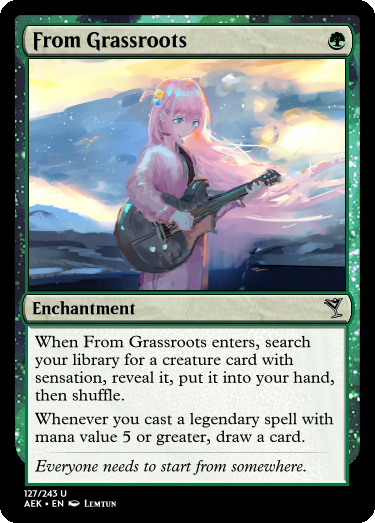 From Grassroots
Enchantment
When From Grassroots enters, search
your library for a creature card with
sensation, reveal it, put it into your hand,
then shuffle.
Whenever you cast a legendary spell with
mana value 5 or greater, draw a card.
Everyone needs to start from somewhere.
127/243 U
AEK • EN Lemtun